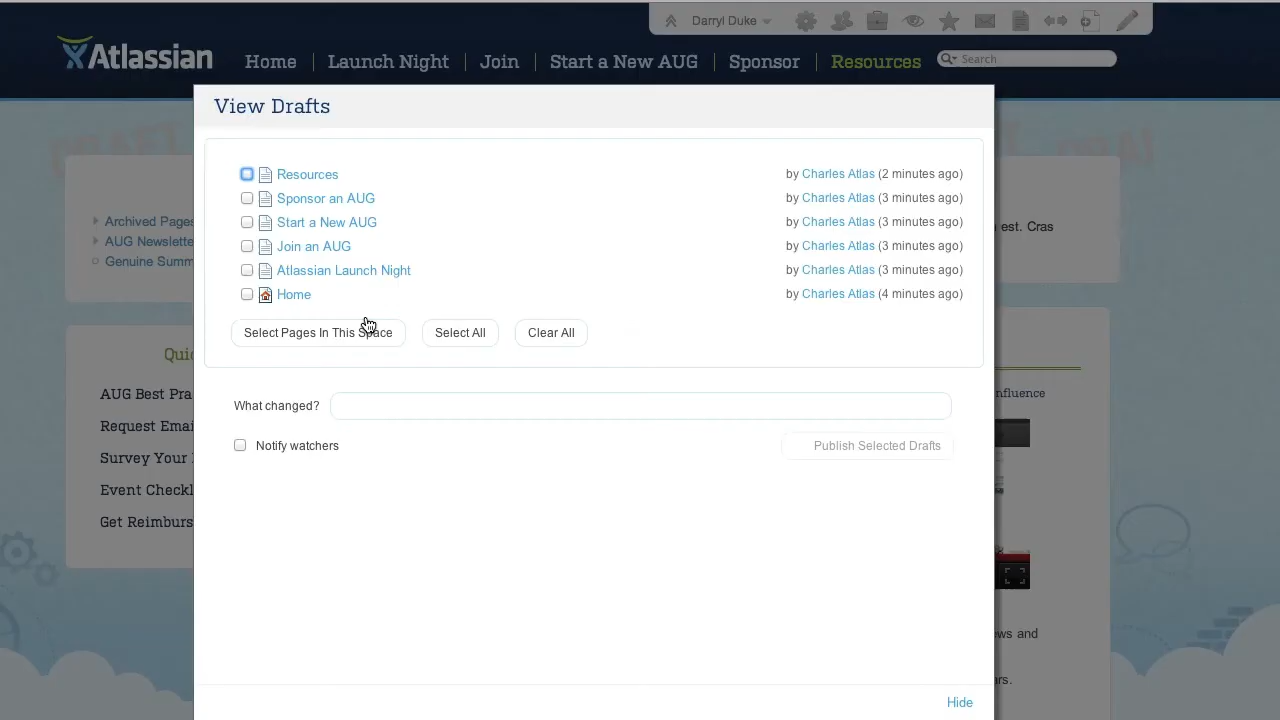 Darryl Duke
Atlassian
Home
Launch Night
Join
Start a New AUG
Sponsor
Resources
Search
View Drafts
Resources by Charles Atlas (2 minutes ago)
Sponsor an AUG by Charles Atlas (3 minutes ago)
Start a New AUG by Charles Atlas (3 minutes ago)
Join an AUG by Charles Atlas (3 minutes ago)
Atlassian Launch Night by Charles Atlas (3 minutes ago)
Home by Charles Atlas (4 minutes ago)
Select Pages In This Space
Select All
Clear All
What changed?
Notify watchers
Publish Selected Drafts
Hide
Archived Pages
AUG Newslette
Genuine Summ
Quic
AUG Best Pra
Request Emai
Survey Your
Event Checkl
Get Reimburs
est. Cras
nfluence
ws and
rs.